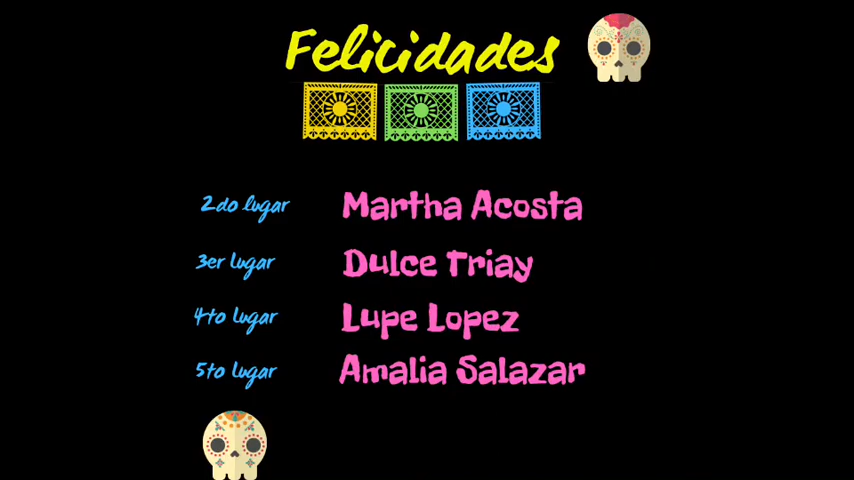 Felicidades
2do lugar Martha Acosta
3er lugar Dulce Triay
4to lugar Lupe Lopez
5to lugar Amalia Salazar